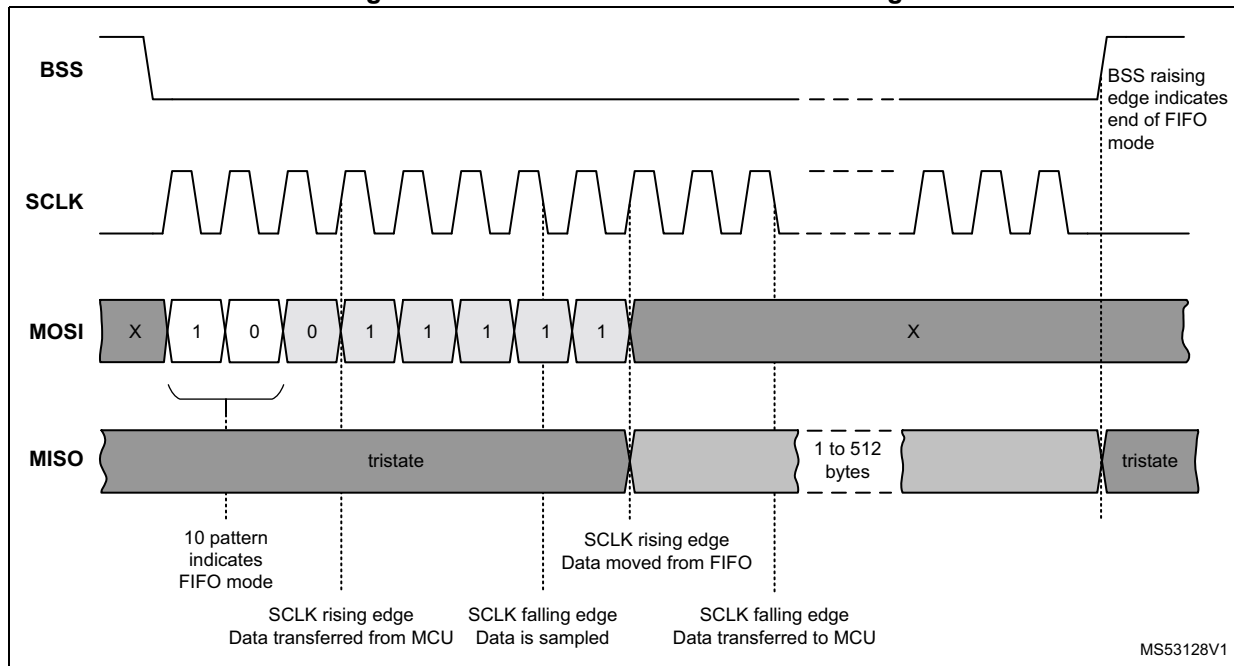 BSS
BSS raising
edge indicates
end of FIFO
mode
SCLK
MOSI
X 1 0 0 1 1 1 1 1 X
MISO
tristate
1 to 512
bytes
tristate
10 pattern
indicates
FIFO mode
SCLK rising edge
Data moved from FIFO
SCLK rising edge
Data transferred from MCU
SCLK falling edge
Data is sampled
SCLK falling edge
Data transferred to MCU
MS53128V1